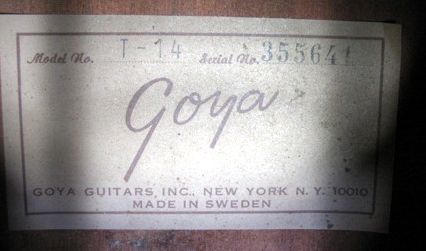 Model No. T-14 Serial No. 355641
Goya
GOYA GUITARS, INC., NEW YORK N. Y. 10010
MADE IN SWEDEN